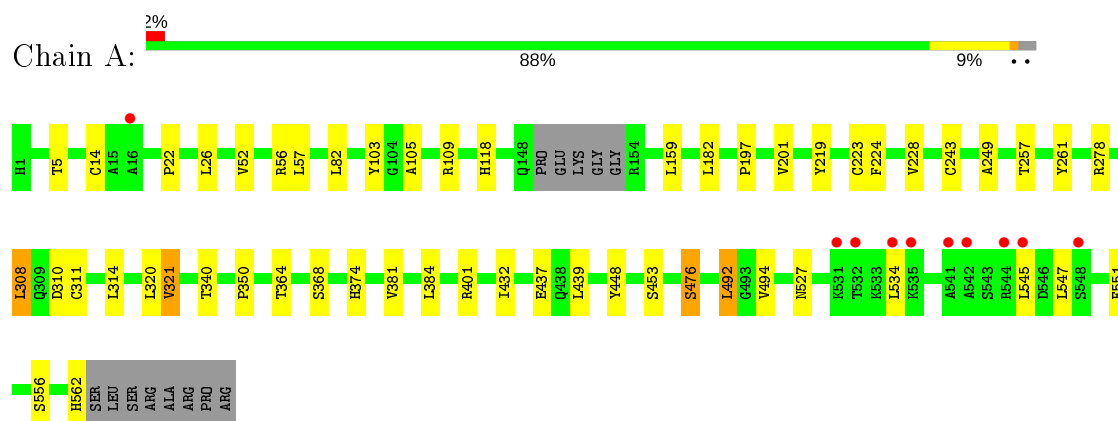 2%
Chain A:
88% 9% • •
H1 T5 C14 A15 A16 P22 L26 V52 R56 L57 L82 Y103 G104 A105 R109 H118 Q148 PRO GLU LYS GLY GLY R154 L159 L182 P197 V201 Y219 C223 F224 V228 C243 A249 T257 Y261 R278
L308 Q309 D310 C311 L314 L320 V321 T340 P350 T364 S368 H374 V381 L384 R401 I432 E437 Q438 L439 Y448 S453 S476 L492 G493 V494 N527 K531 T532 K533 L534 K535 A541 A542 S543 R544 L545 D546 L547 S548
S556 H562 SER LEU SER ARG ALA ARG PRO ARG